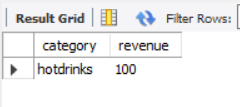 Result Grid Filter Rows:
category revenue
hotdrinks 100